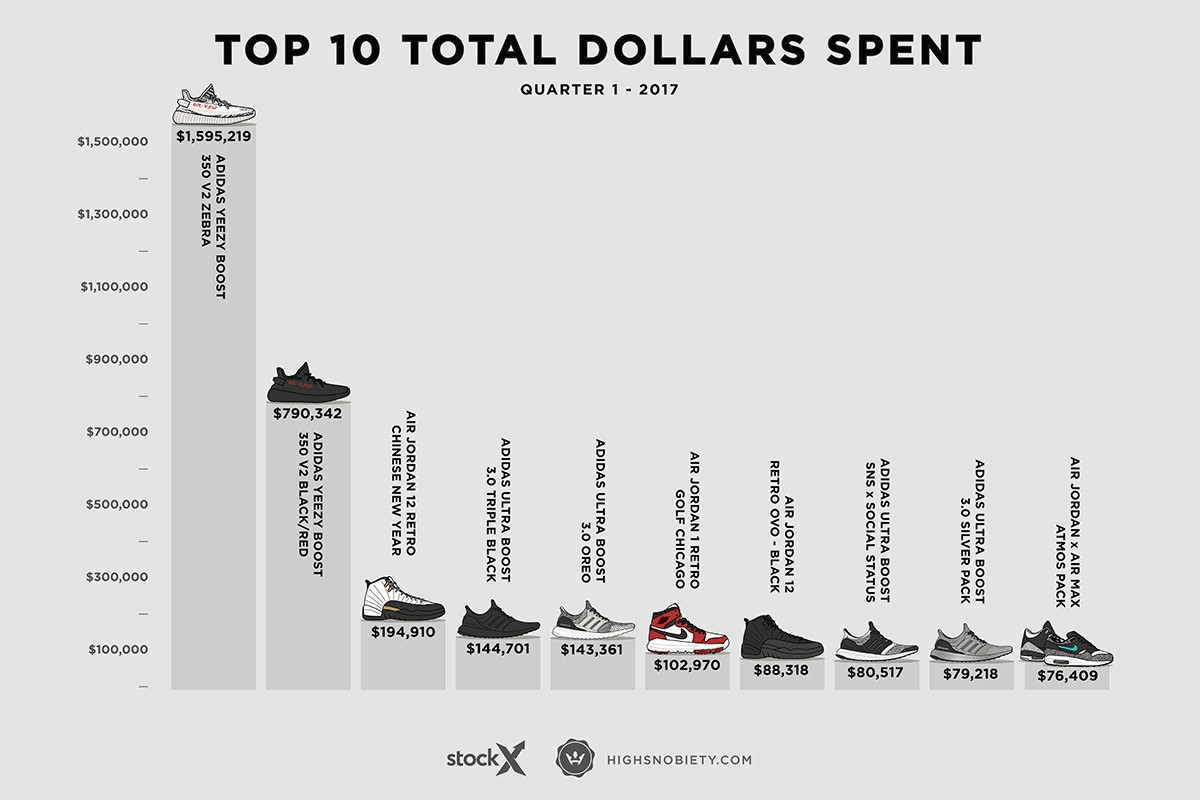 TOP 10 TOTAL DOLLARS SPENT
QUARTER 1 - 2017
$1,500,000
$1,300,000
$1,100,000
$900,000
$700,000
$500,000
$300,000
$100,000
$1,595,219
ADIDAS YEEZY BOOST
350 V2 ZEBRA
$790,342
ADIDAS YEEZY BOOST
350 V2 BLACK/RED
AIR JORDAN 12 RETRO
CHINESE NEW YEAR
$194,910
ADIDAS ULTRA BOOST
3.0 TRIPLE BLACK
$144,701
ADIDAS ULTRA BOOST
3.0 OREO
$143,361
AIR JORDAN 1 RETRO
GOLF CHICAGO
$102,970
AIR JORDAN 12
RETRO OVO - BLACK
$88,318
ADIDAS ULTRA BOOST
SNS x SOCIAL STATUS
$80,517
ADIDAS ULTRA BOOST
3.0 SILVER PACK
$79,218
AIR JORDAN x AIR MAX
ATMOS PACK
$76,409
stockX
HIGHSNOBIETY.COM